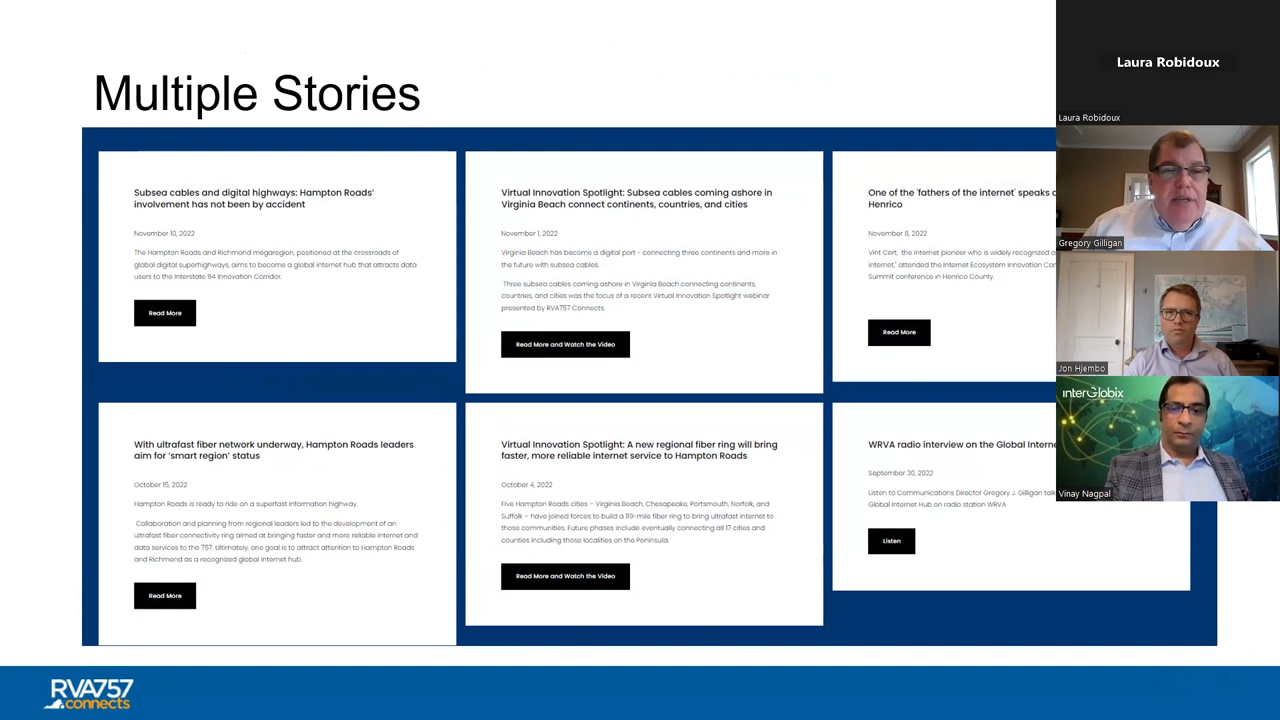 Multiple Stories
Subsea cables and digital highways: Hampton Roads'
involvement has not been by accident
November 10, 2022
The Hampton Roads and Richmond megaregion, positioned at the crossroads of
global digital superhighways, aims to become a global internet hub that attracts data
users to the Interstate 64 Innovation Corridor.
Read More
Virtual Innovation Spotlight: Subsea cables coming ashore in
Virginia Beach connect continents, countries, and cities
November 1, 2022
Virginia Beach has become a digital port - connecting three continents and more in
the future with subsea cables.
Three subsea cables coming ashore in Virginia Beach connecting continents,
countries, and cities was the focus of a recent Virtual Innovation Spotlight webinar
presented by RVA757 Connects.
Read More and Watch the Video
One of the 'fathers of the internet' speaks
Henrico
November 8, 2022
Vint Cerf, the internet pioneer who is widely recognized
internet," attended the Internet Ecosystem Innovation
Summit conference in Henrico County.
Read More
With ultrafast fiber network underway, Hampton Roads leaders
aim for 'smart region' status
October 15, 2022
Hampton Roads is ready to ride on a superfast information highway.
Collaboration and planning from regional leaders led to the development of an
ultrafast fiber connectivity ring aimed at bringing faster and more reliable internet and
data services to the 757. Ultimately, one goal is to attract attention to Hampton Roads
and Richmond as a recognized global internet hub.
Read More
Virtual Innovation Spotlight: A new regional fiber ring will bring
faster, more reliable internet service to Hampton Roads
October 4, 2022
Five Hampton Roads cities – Virginia Beach, Chesapeake, Portsmouth, Norfolk, and
Suffolk – have joined forces to build a 119-mile fiber ring to bring ultrafast internet to
those communities. Future phases include eventually connecting all 17 cities and
counties including those localities on the Peninsula.
Read More and Watch the Video
WRVA radio interview on the Global
September 30, 2022
Listen to Communications Director Gregory J. Gilligan
Global Internet Hub on radio station WRVA
Listen
Laura Robidoux
Laura Robidoux
Gregory Gilligan
Jon Hjembo
interGlobix
Vinay Nagpal
RVA757
connects